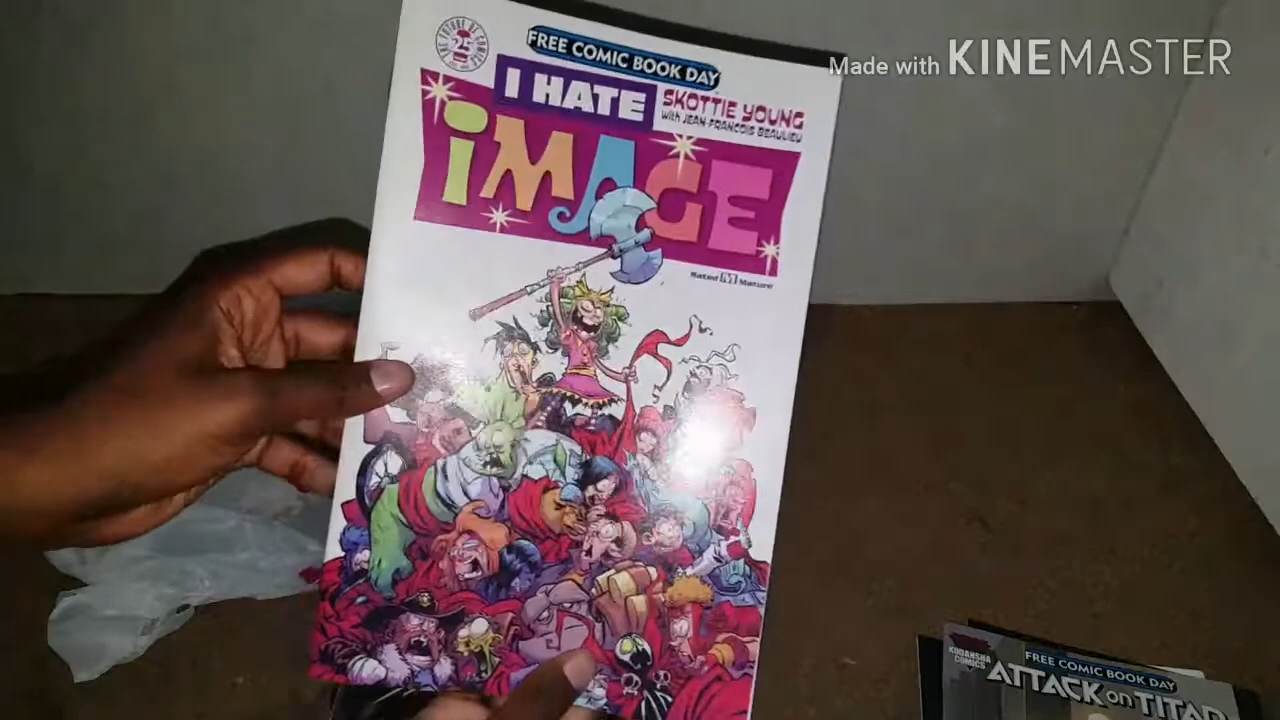 Made with KINEMASTER
25
FREE COMIC BOOK DAY
I HATE
SKOTTIE YOUNG
with JEAN-FRANCOIS BEAULIEU
iMAGE
Rated M Mature
KODANSHA
COMICS
FREE COMIC BOOK DAY
ATTACK on TITAN